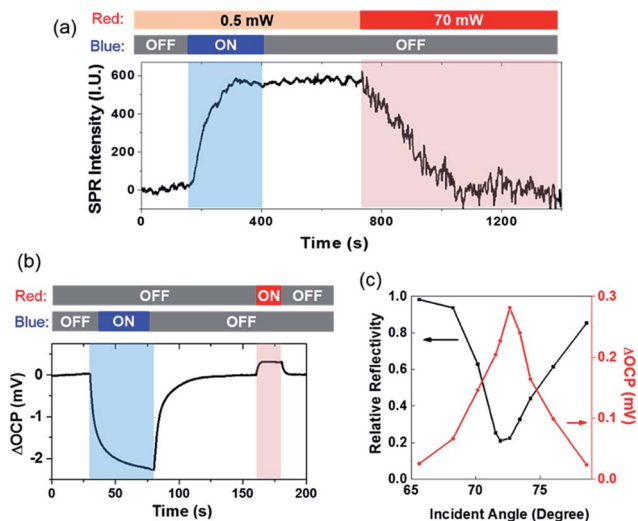 Red: 0.5 mW 70 mW
(a)
Blue: OFF ON OFF
SPR Intensity (I.U.)
600
400
200
0
0 400 800 1200
Time (s)
(b)
Red: OFF ON OFF
Blue: OFF ON OFF
ΔOCP (mV)
0
-1
-2
0 50 100 150 200
Time (s)
(c)
Relative Reflectivity
1.0
0.8
0.6
0.4
0.2
0.0
65 70 75
Incident Angle (Degree)
0.3
0.2
0.1
0.0
ΔOCP (mV)